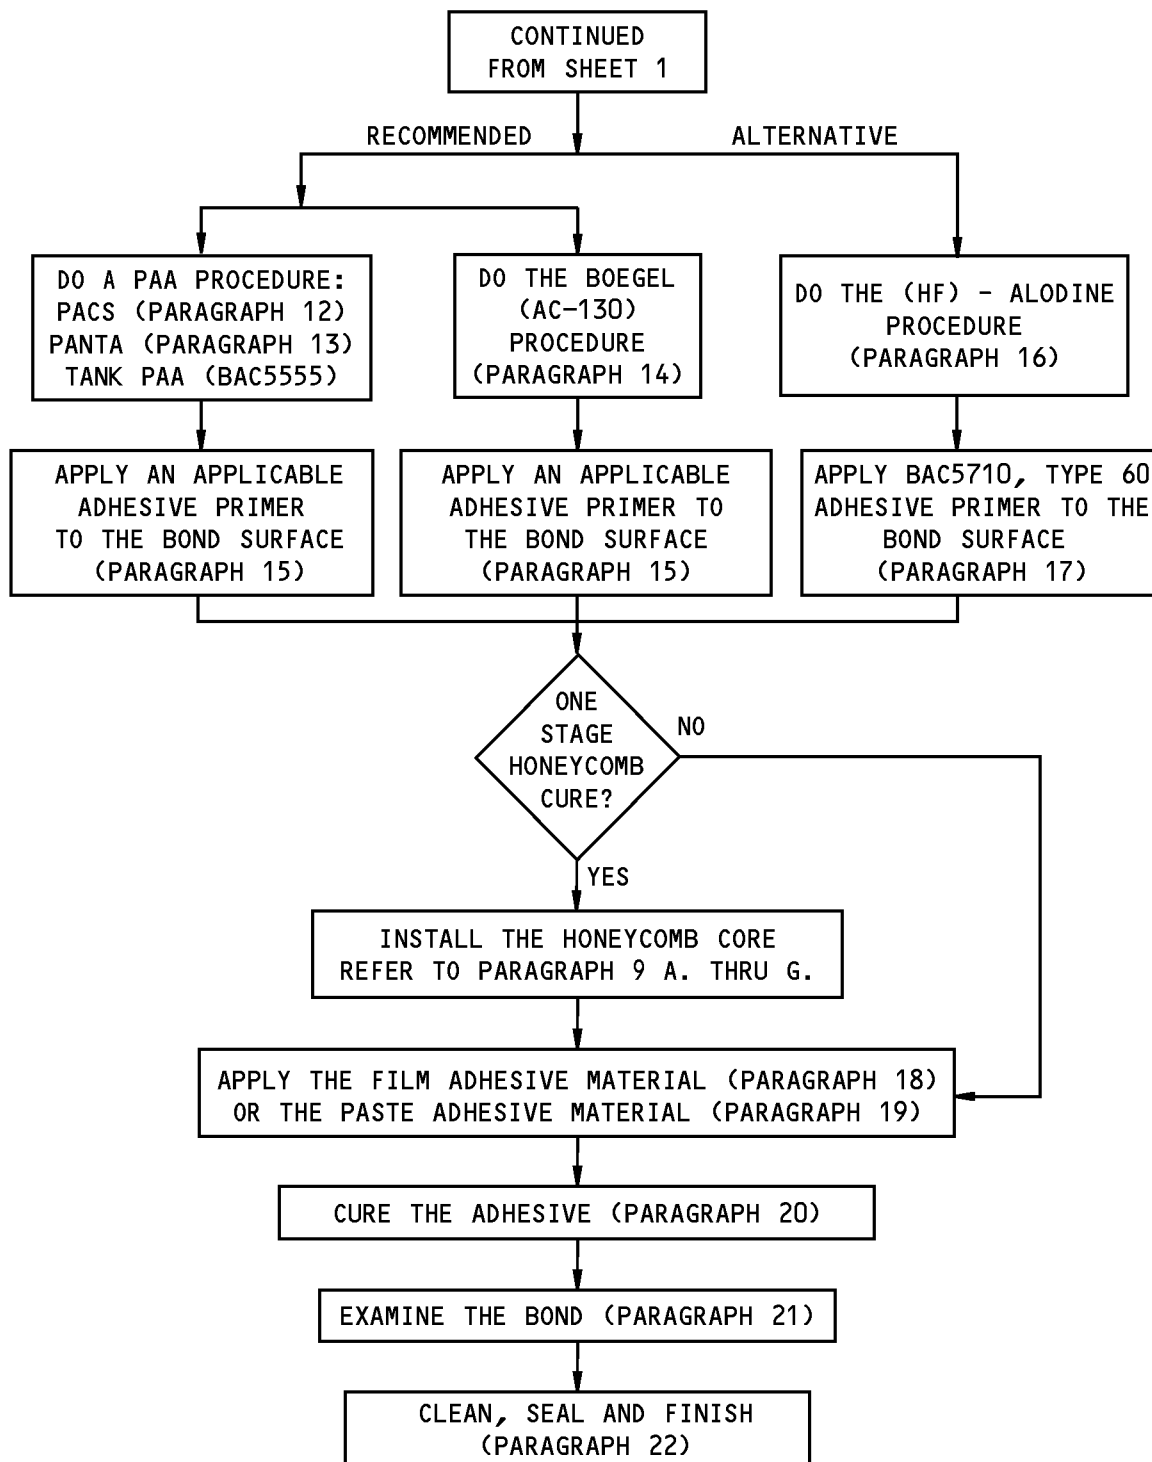 CONTINUED
FROM SHEET 1
RECOMMENDED
ALTERNATIVE
DO A PAA PROCEDURE:
PACS (PARAGRAPH 12)
PANTA (PARAGRAPH 13)
TANK PAA (BAC5555)
DO THE BOEGEL
(AC-130)
PROCEDURE
(PARAGRAPH 14)
DO THE (HF) - ALODINE
PROCEDURE
(PARAGRAPH 16)
APPLY AN APPLICABLE
ADHESIVE PRIMER
TO THE BOND SURFACE
(PARAGRAPH 15)
APPLY AN APPLICABLE
ADHESIVE PRIMER TO
THE BOND SURFACE
(PARAGRAPH 15)
APPLY BAC5710, TYPE 60
ADHESIVE PRIMER TO THE
BOND SURFACE
(PARAGRAPH 17)
ONE
STAGE
HONEYCOMB
CURE?
NO
YES
INSTALL THE HONEYCOMB CORE
REFER TO PARAGRAPH 9 A. THRU G.
APPLY THE FILM ADHESIVE MATERIAL (PARAGRAPH 18)
OR THE PASTE ADHESIVE MATERIAL (PARAGRAPH 19)
CURE THE ADHESIVE (PARAGRAPH 20)
EXAMINE THE BOND (PARAGRAPH 21)
CLEAN, SEAL AND FINISH
(PARAGRAPH 22)